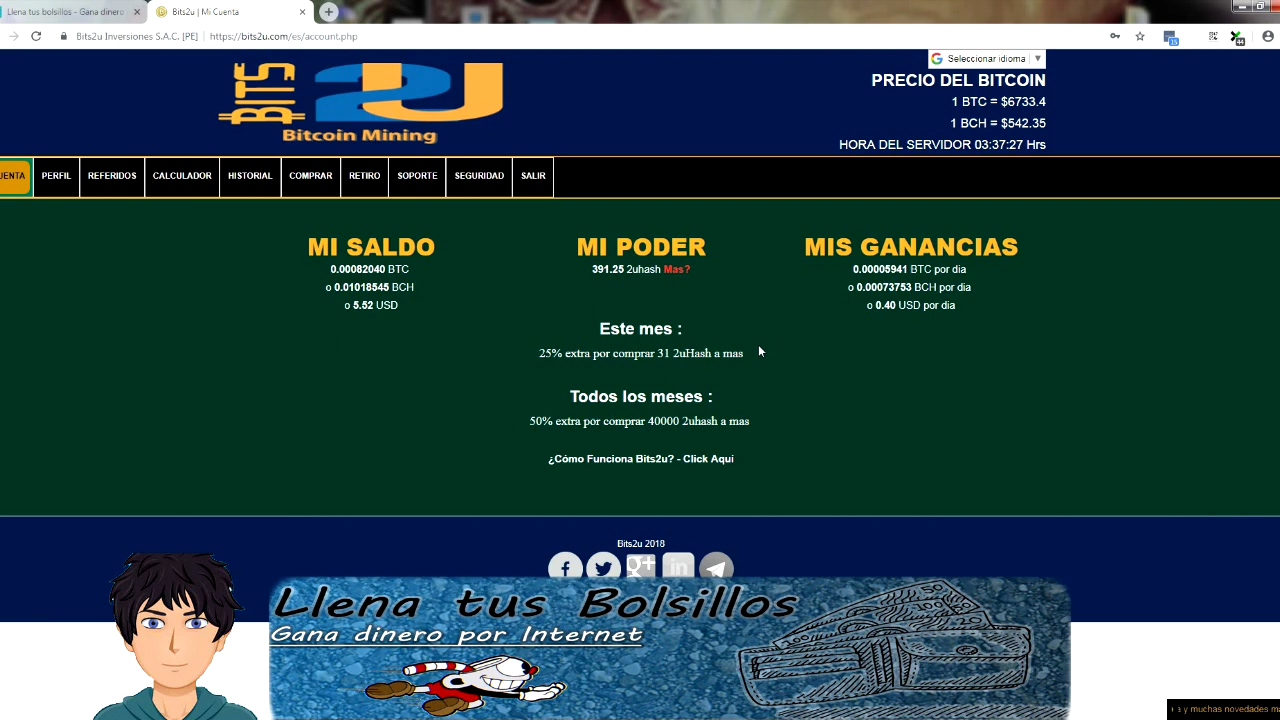 Llena tus bolsillos - Gana dinero
Bits2u | Mi Cuenta
Bits2u Inversiones S.A.C. [PE] | https://bits2u.com/es/account.php
15
44
Seleccionar idioma
BITS 2U
Bitcoin Mining
PRECIO DEL BITCOIN
1 BTC = $6733.4
1 BCH = $542.35
HORA DEL SERVIDOR 03:37:27 Hrs
UENTA PERFIL REFERIDOS CALCULADOR HISTORIAL COMPRAR RETIRO SOPORTE SEGURIDAD SALIR
MI SALDO
0.00082040 BTC
o 0.01018545 BCH
o 5.52 USD
MI PODER
391.25 2uhash Mas?
MIS GANANCIAS
0.00005941 BTC por dia
o 0.00073753 BCH por dia
o 0.40 USD por dia
Este mes :
25% extra por comprar 31 2uHash a mas
Todos los meses :
50% extra por comprar 40000 2uhash a mas
¿Cómo Funciona Bits2u? - Click Aqui
Bits2u 2018
Llena tus Bolsillos
Gana dinero por Internet
a y muchas novedades m